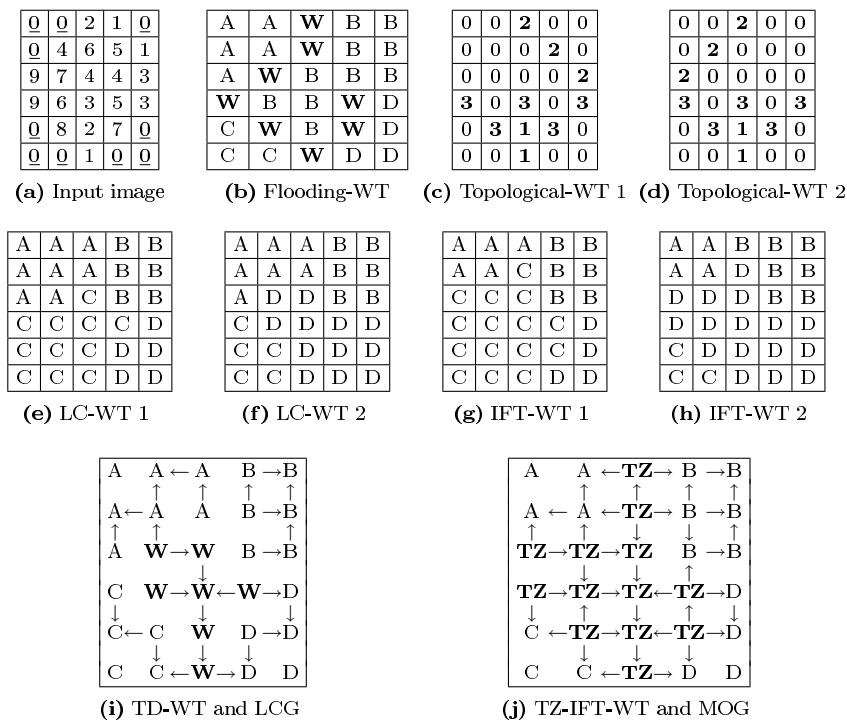 0 0 2 1 0
0 4 6 5 1
9 7 4 4 3
9 6 3 5 3
0 8 2 7 0
0 0 1 0 0
(a) Input image
A A W B B
A A W B B
A W B B B
W B B W D
C W B W D
C C W D D
(b) Flooding-WT
0 0 2 0 0
0 0 0 2 0
0 0 0 0 2
3 0 3 0 3
0 3 1 3 0
0 0 1 0 0
(c) Topological-WT 1
0 0 2 0 0
0 2 0 0 0
2 0 0 0 0
3 0 3 0 3
0 3 1 3 0
0 0 1 0 0
(d) Topological-WT 2
A A A B B
A A A B B
A A C B B
C C C C D
C C C D D
C C C D D
(e) LC-WT 1
A A A B B
A A A B B
A D D B B
C D D D D
C C D D D
C C D D D
(f) LC-WT 2
A A A B B
A A C B B
C C C B B
C C C C D
C C C C D
C C C D D
(g) IFT-WT 1
A A B B B
A A D B B
D D D B B
D D D D D
C D D D D
C C D D D
(h) IFT-WT 2
A A ← A B → B
↑ ↑ ↑ ↑
A ← A A B → B
↑ ↑ ↑
A W → W B → B
↓
C W → W ← W → D
↓ ↓ ↓
C ← C W D → D
↓ ↓ ↓
C C ← W → D D
(i) TD-WT and LCG
A A ← TZ → B → B
↑ ↑ ↑ ↑
A ← A ← TZ → B → B
↑ ↑ ↓ ↓ ↑
TZ → TZ → TZ B → B
↓ ↓ ↑
TZ → TZ → TZ ← TZ → D
↓ ↑ ↓ ↑ ↓
C ← TZ → TZ ← TZ → D
↓ ↓ ↓
C C ← TZ → D D
(j) TZ-IFT-WT and MOG